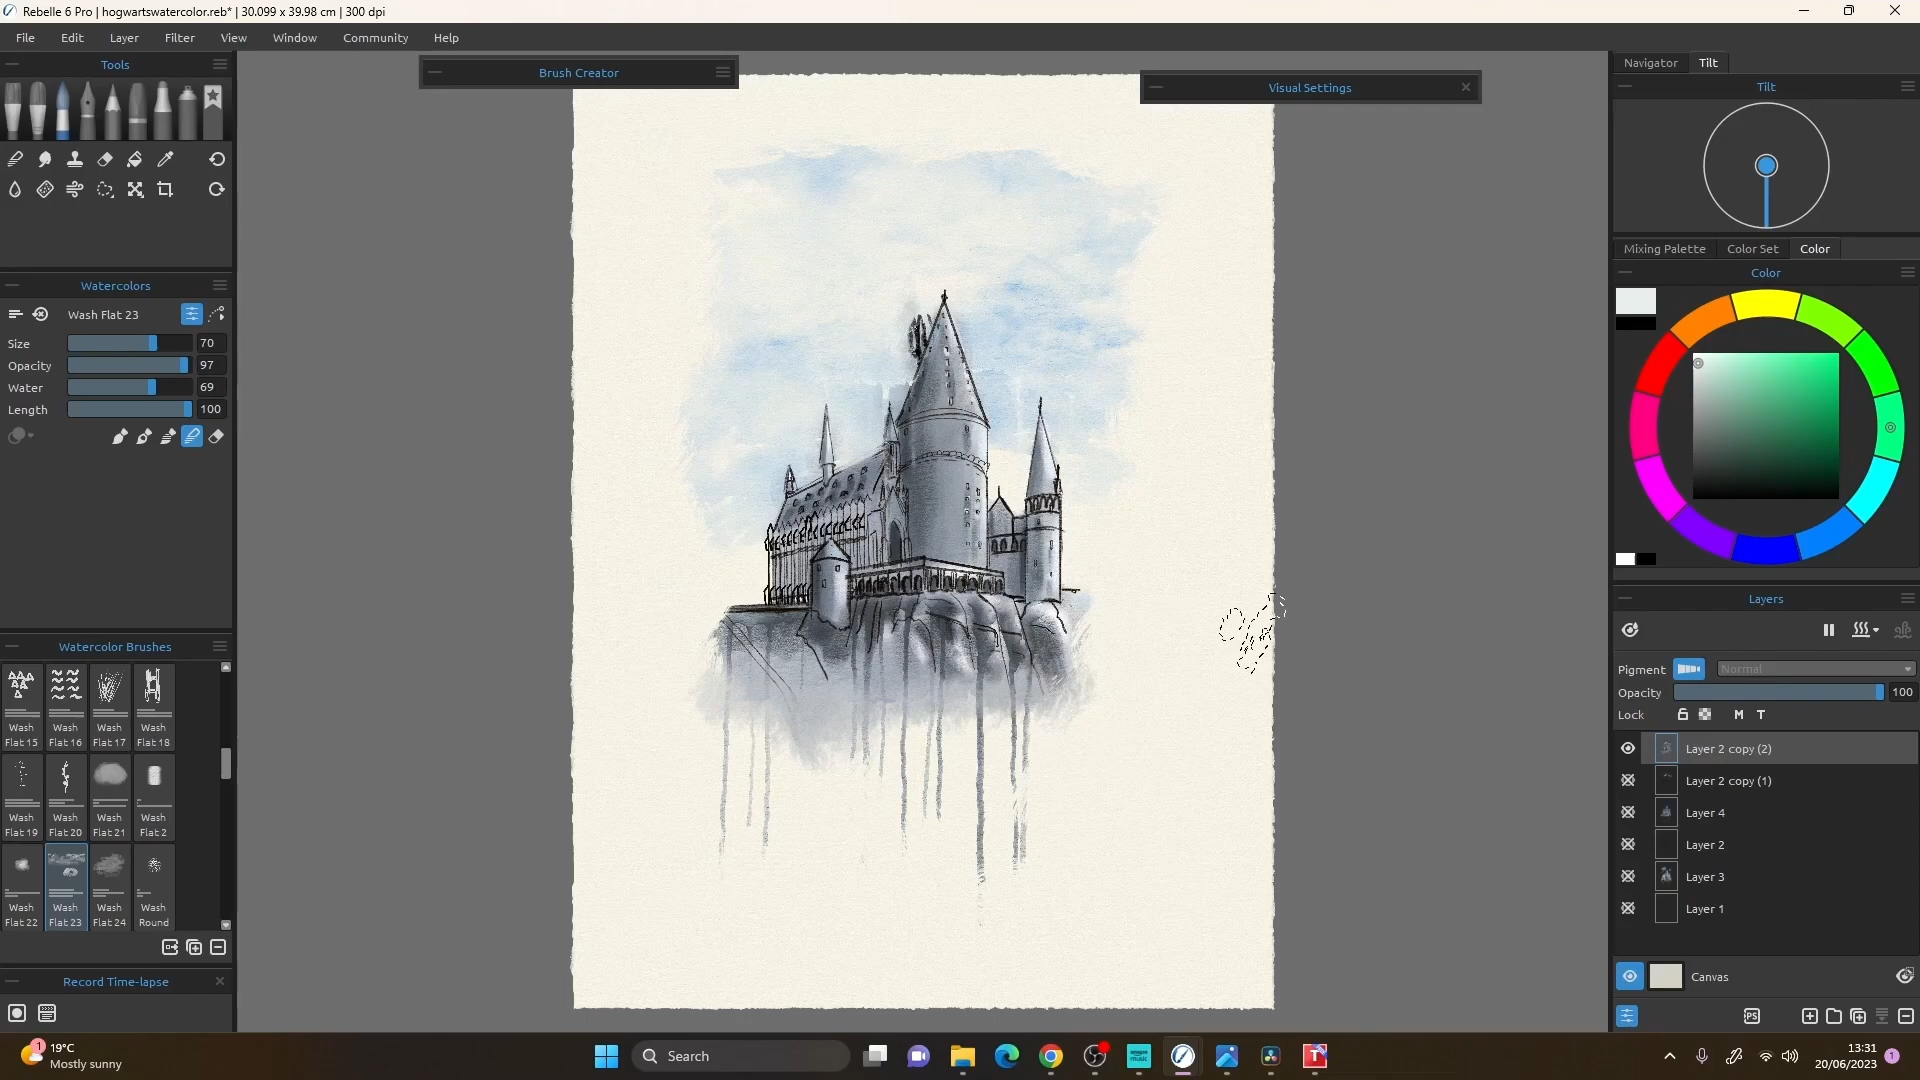 Rebelle 6 Pro | hogwartswatercolor.reb* | 30.099 x 39.98 cm | 300 dpi
File Edit Layer Filter View Window Community Help
Tools
Brush Creator
Visual Settings
Navigator Tilt
Tilt
Mixing Palette Color Set Color
Color
Watercolors
Wash Flat 23
Size 70
Opacity 97
Water 69
Length 100
Watercolor Brushes
Wash Flat 15
Wash Flat 16
Wash Flat 17
Wash Flat 18
Wash Flat 19
Wash Flat 20
Wash Flat 21
Wash Flat 2
Wash Flat 22
Wash Flat 23
Wash Flat 24
Wash Round
Record Time-lapse
Layers
Pigment Normal
Opacity 100
Lock M T
Layer 2 copy (2)
Layer 2 copy (1)
Layer 4
Layer 2
Layer 3
Layer 1
Canvas
PS
1
19°C
Mostly sunny
Search
amazon music
T
13:31
20/06/2023
1